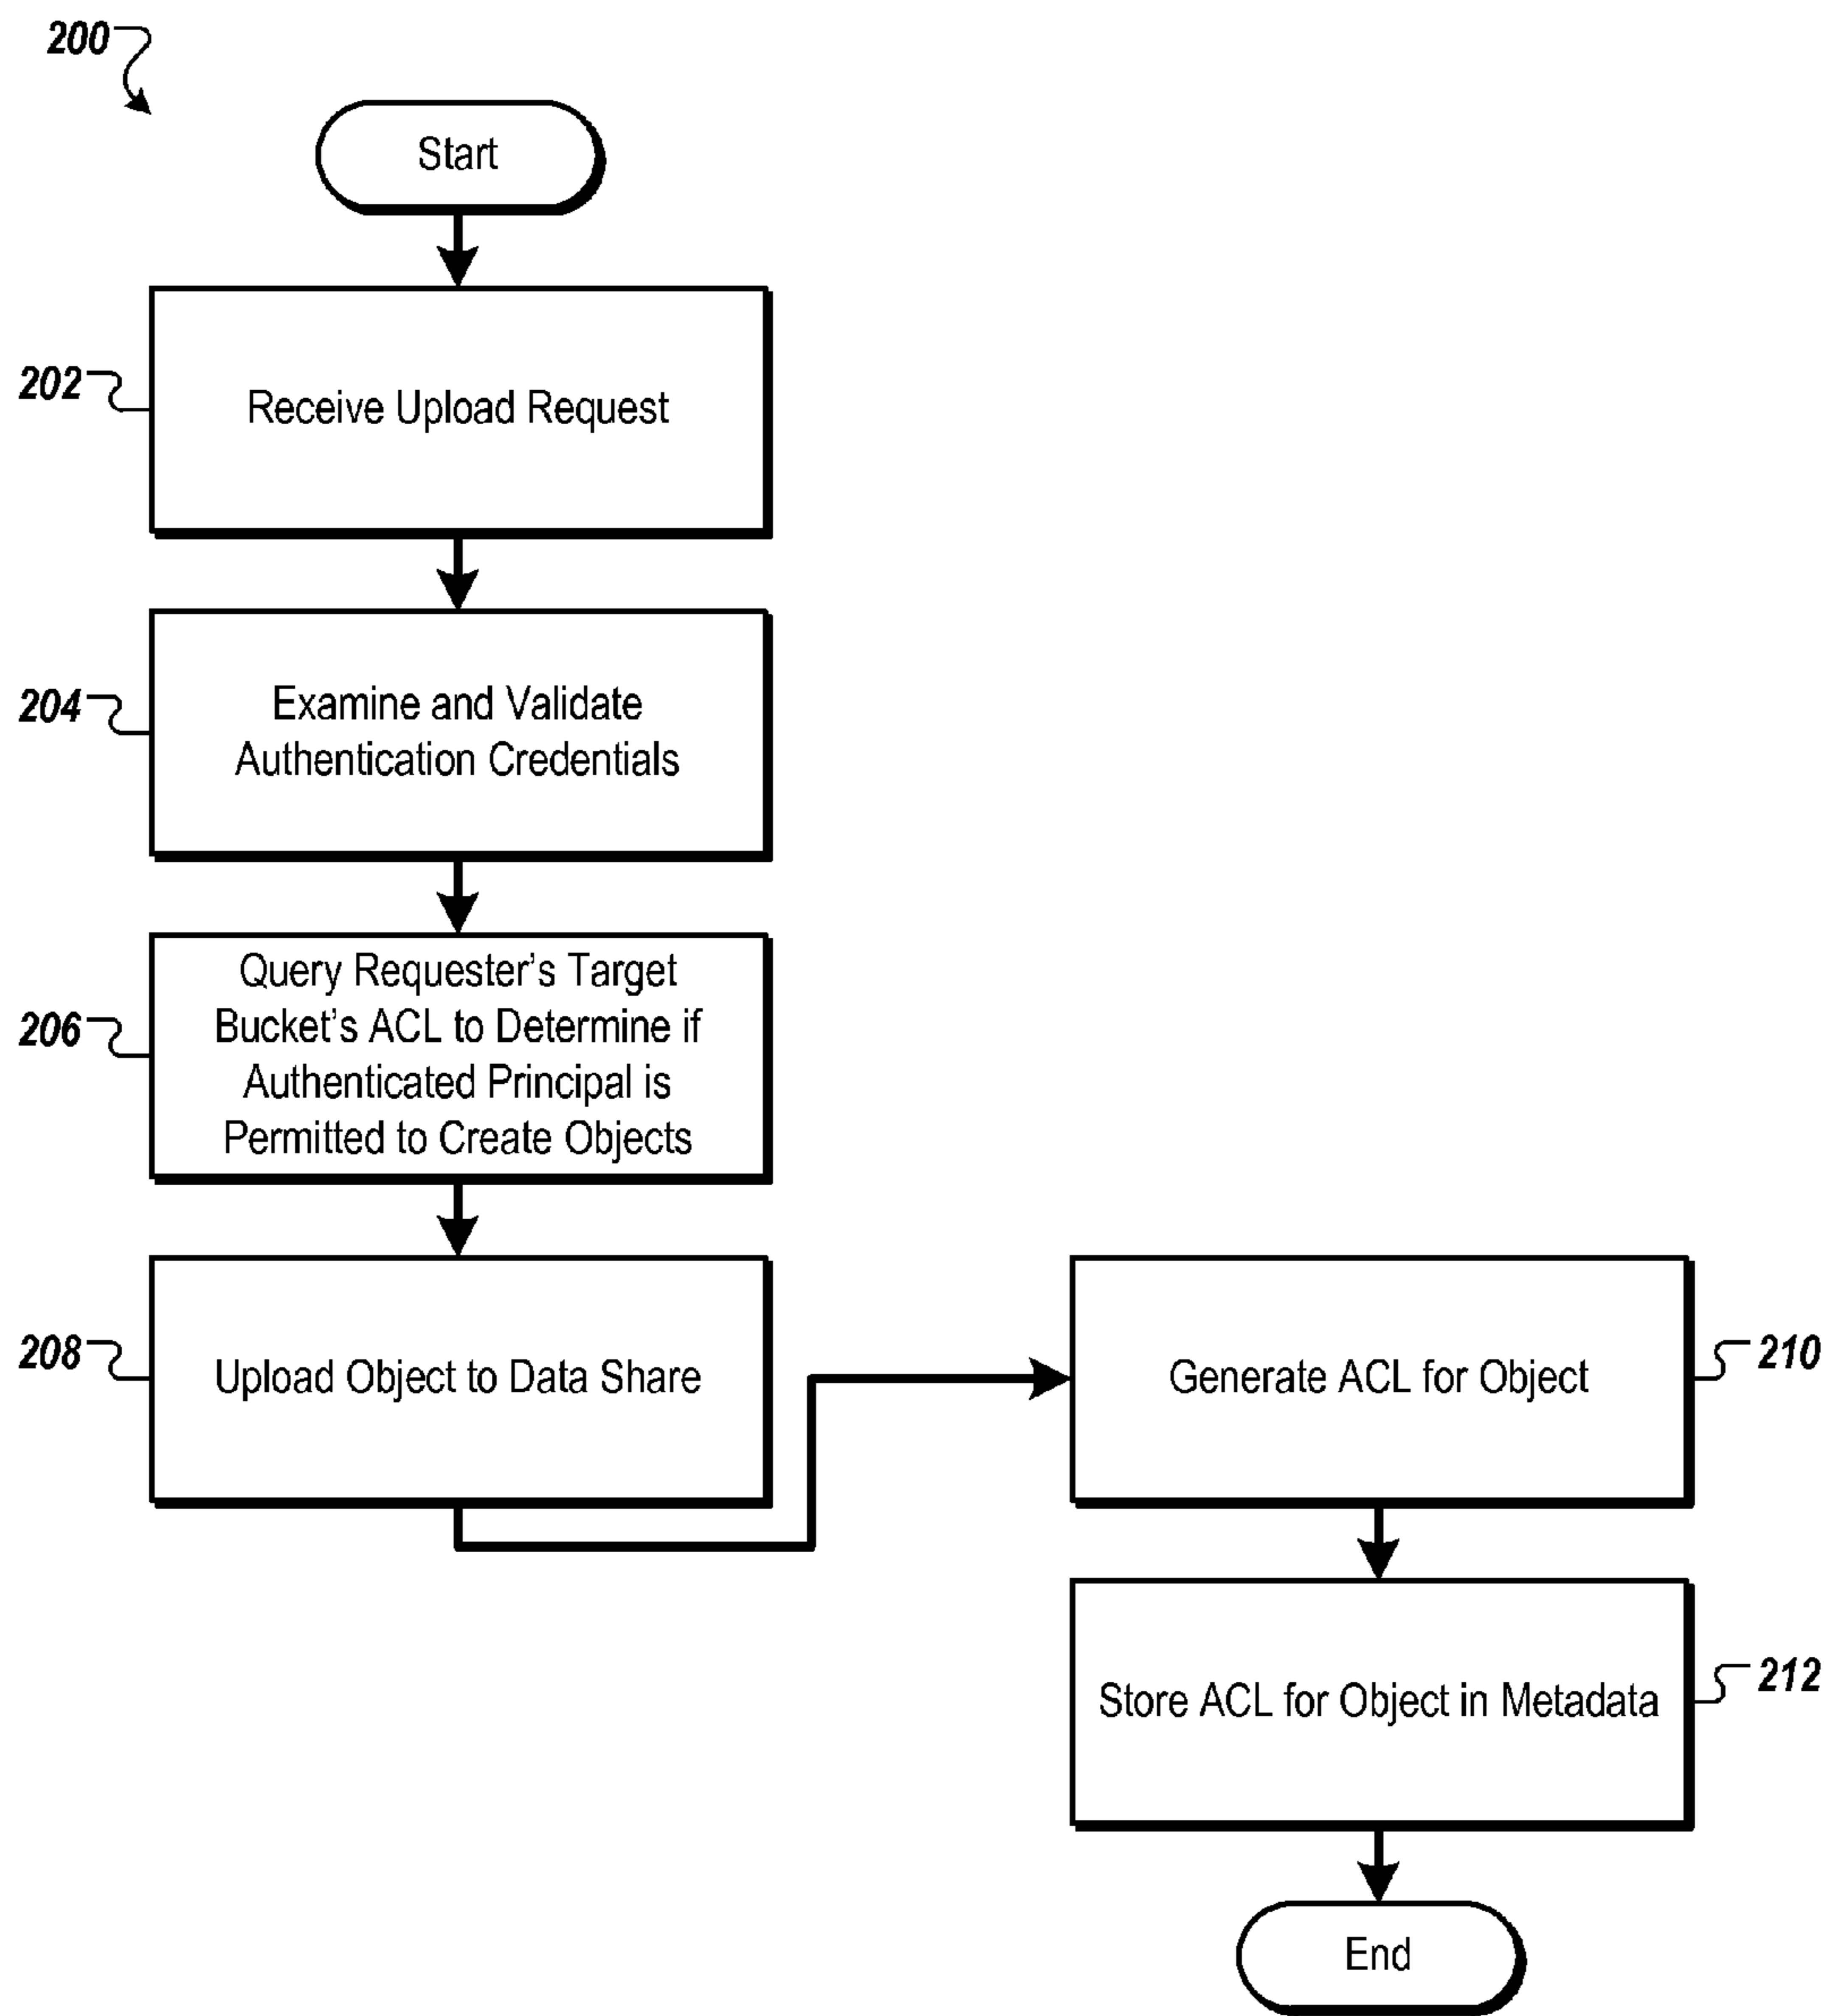 200
Start
202
Receive Upload Request
204
Examine and Validate
Authentication Credentials
206
Query Requester's Target
Bucket's ACL to Determine if
Authenticated Principal is
Permitted to Create Objects
208
Upload Object to Data Share
210
Generate ACL for Object
212
Store ACL for Object in Metadata
End